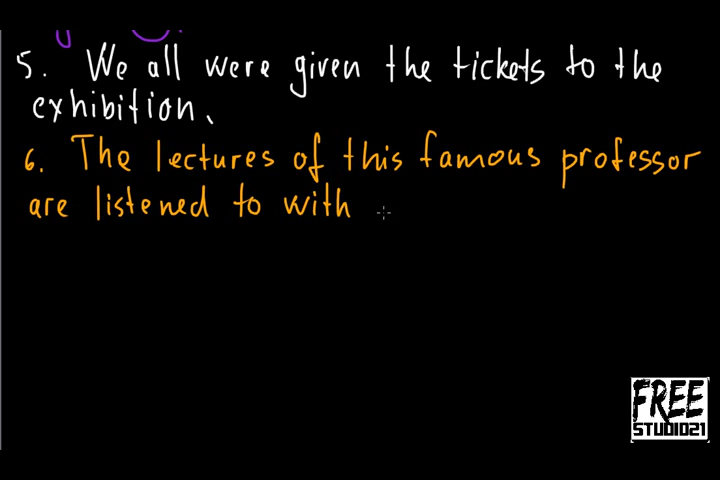 5. We all were given the tickets to the
exhibition.
6. The lectures of this famous professor
are listened to with
FREE
STUDIO21